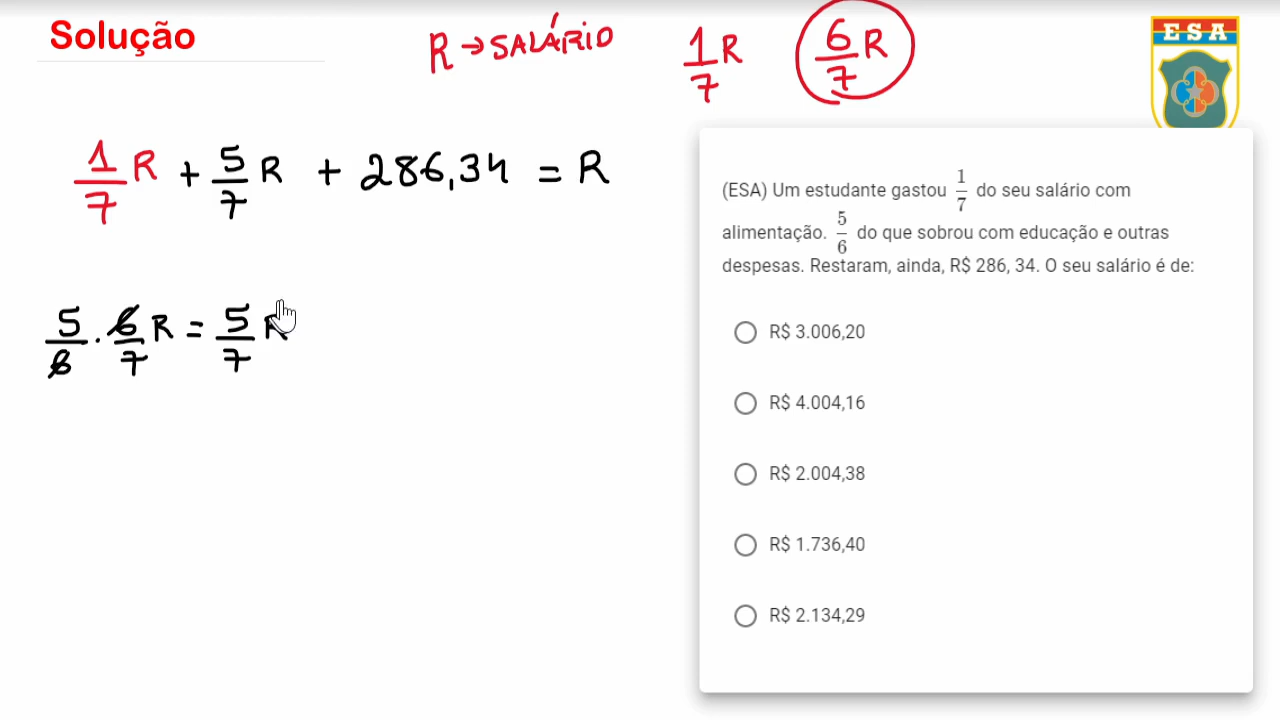 Solução
R → SALÁRIO
1/7 R
6/7 R
ESA
1/7 R + 5/7 R + 286,34 = R
5/6 · 6/7 R = 5/7 R
(ESA) Um estudante gastou 1/7 do seu salário com
alimentação. 5/6 do que sobrou com educação e outras
despesas. Restaram, ainda, R$ 286, 34. O seu salário é de:
R$ 3.006,20
R$ 4.004,16
R$ 2.004,38
R$ 1.736,40
R$ 2.134,29